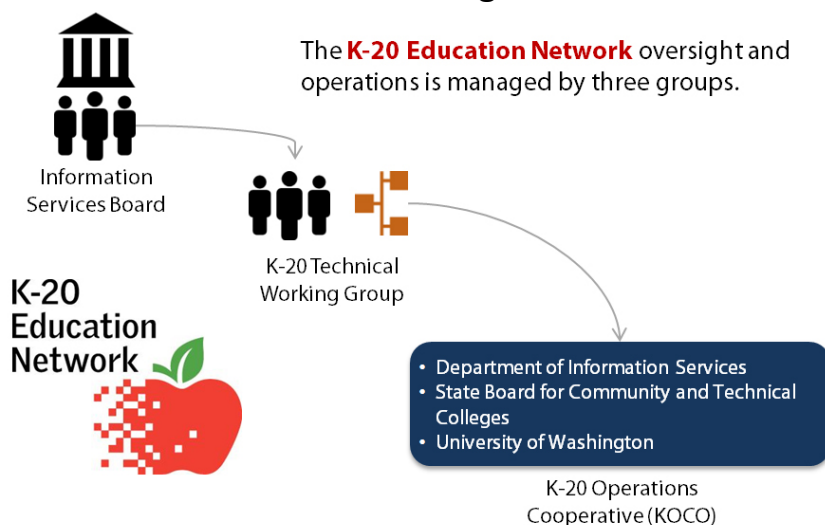 The K-20 Education Network oversight and
operations is managed by three groups.
Information
Services Board
K-20 Technical
Working Group
K-20
Education
Network
• Department of Information Services
• State Board for Community and Technical
Colleges
• University of Washington
K-20 Operations
Cooperative (KOCO)